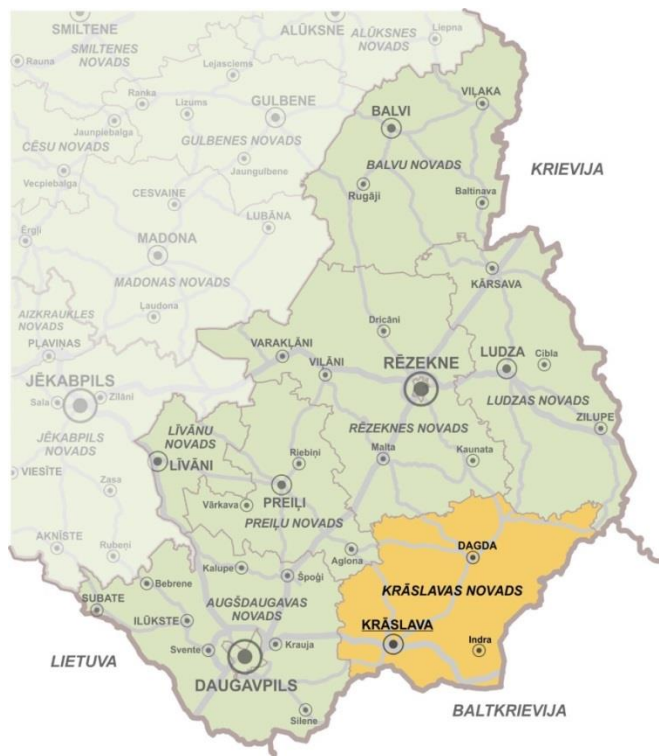 SMILTENE
SMILTENES
NOVADS
Rauna
Ranka
Jaunpiebalga
CĒSU NOVADS
Vecpiebalga
Ērgļi
ALŪKSNE
ALŪKSNES
NOVADS
Liepna
Lejasciems
Lizums
GULBENE
GULBENES NOVADS
Jaungulbene
CESVAINE
LUBĀNA
MADONA
MADONAS NOVADS
Ļaudona
AIZKRAUKLES
NOVADS
PĻAVIŅAS
JĒKABPILS
Sala
Zīlāni
JĒKABPILS
NOVADS
VIESĪTE
Zasa
AKNĪSTE
Rubeņi
VIĻAKA
BALVI
BALVU NOVADS
Rugāji
Baltinava
KRIEVIJA
KĀRSAVA
Dricāni
VARAKĻĀNI
VIĻĀNI
RĒZEKNE
RĒZEKNES NOVADS
Malta
Kaunata
LUDZA
Cibla
LUDZAS NOVADS
ZILUPE
LĪVĀNU
NOVADS
LĪVĀNI
Riebiņi
PREIĻI
Vārkava
PREIĻU NOVADS
Aglona
Kalupe
Špoģi
Bebrene
SUBATE
AUGŠDAUGAVAS
NOVADS
ILŪKSTE
Svente
Krauja
DAUGAVPILS
Silene
LIETUVA
DAGDA
KRĀSLAVAS NOVADS
KRĀSLAVA
Indra
BALTKRIEVIJA